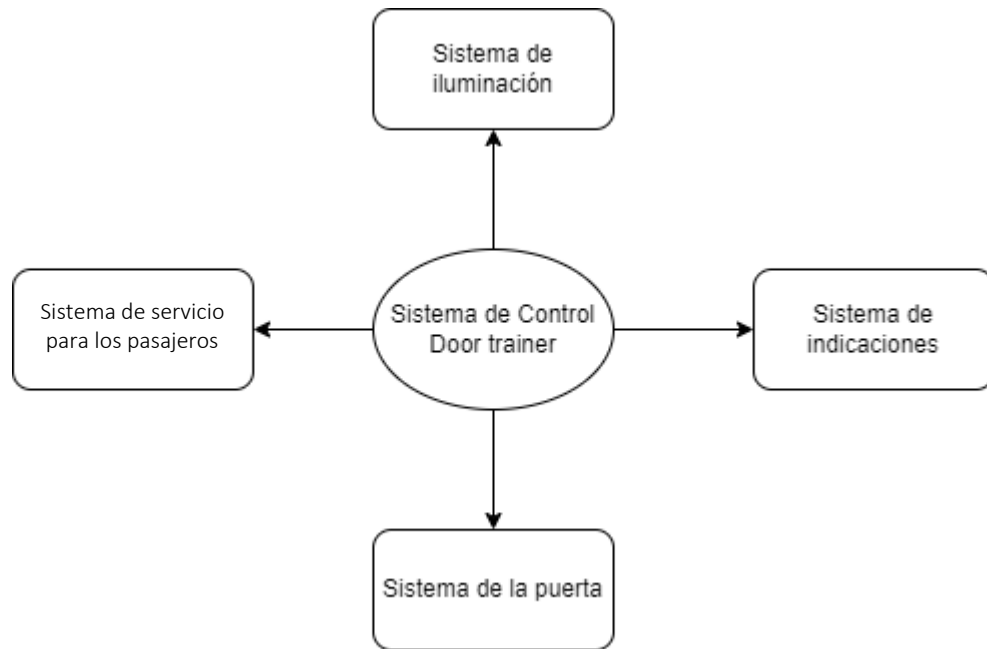 Sistema de
iluminación
Sistema de servicio
para los pasajeros
Sistema de Control
Door trainer
Sistema de
indicaciones
Sistema de la puerta